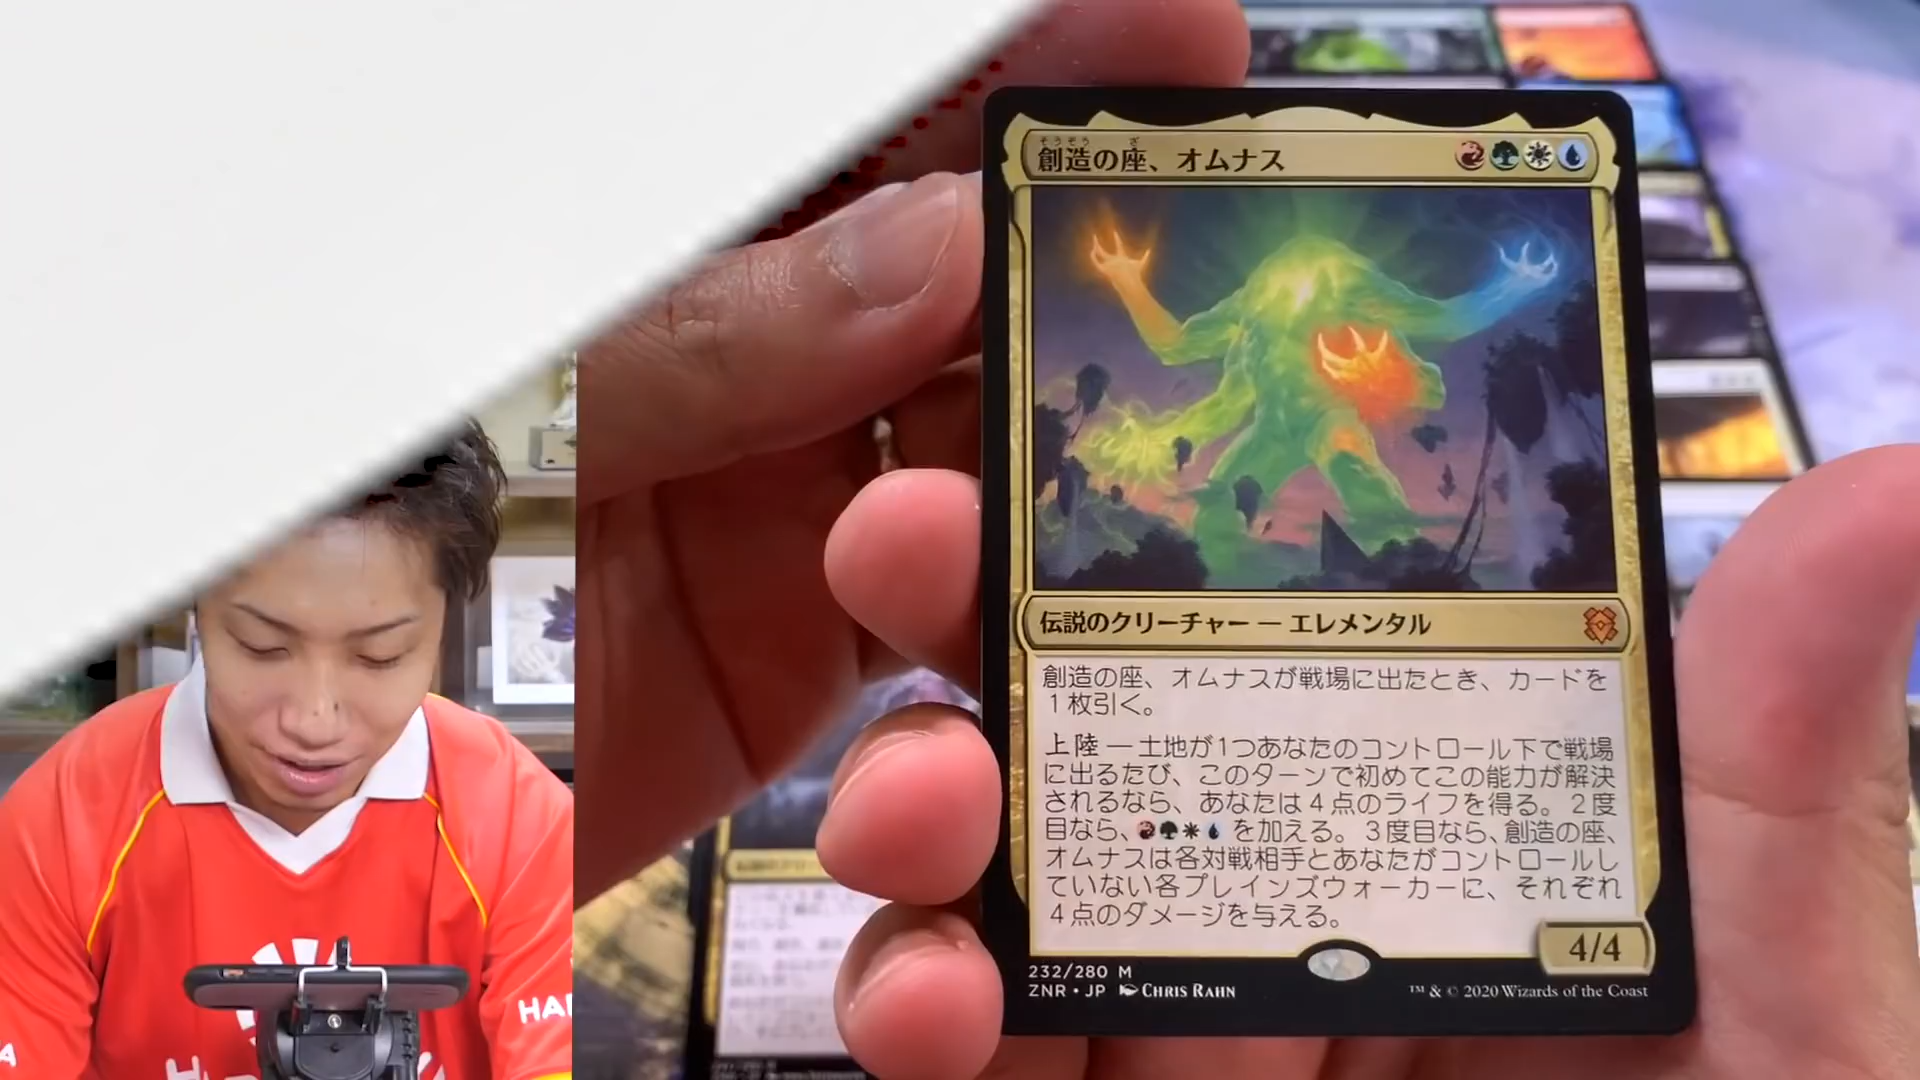 そうぞう ざ
創造の座、オムナス
伝説のクリーチャー — エレメンタル
創造の座、オムナスが戦場に出たとき、カードを
1枚引く。
上陸 — 土地が1つあなたのコントロール下で戦場
に出るたび、このターンで初めてこの能力が解決
されるなら、あなたは4点のライフを得る。2度
目なら、を加える。3度目なら、創造の座、
オムナスは各対戦相手とあなたがコントロールし
ていない各プレインズウォーカーに、それぞれ
4点のダメージを与える。
4/4
232/280 M
ZNR • JP Chris Rahn
™ & © 2020 Wizards of the Coast